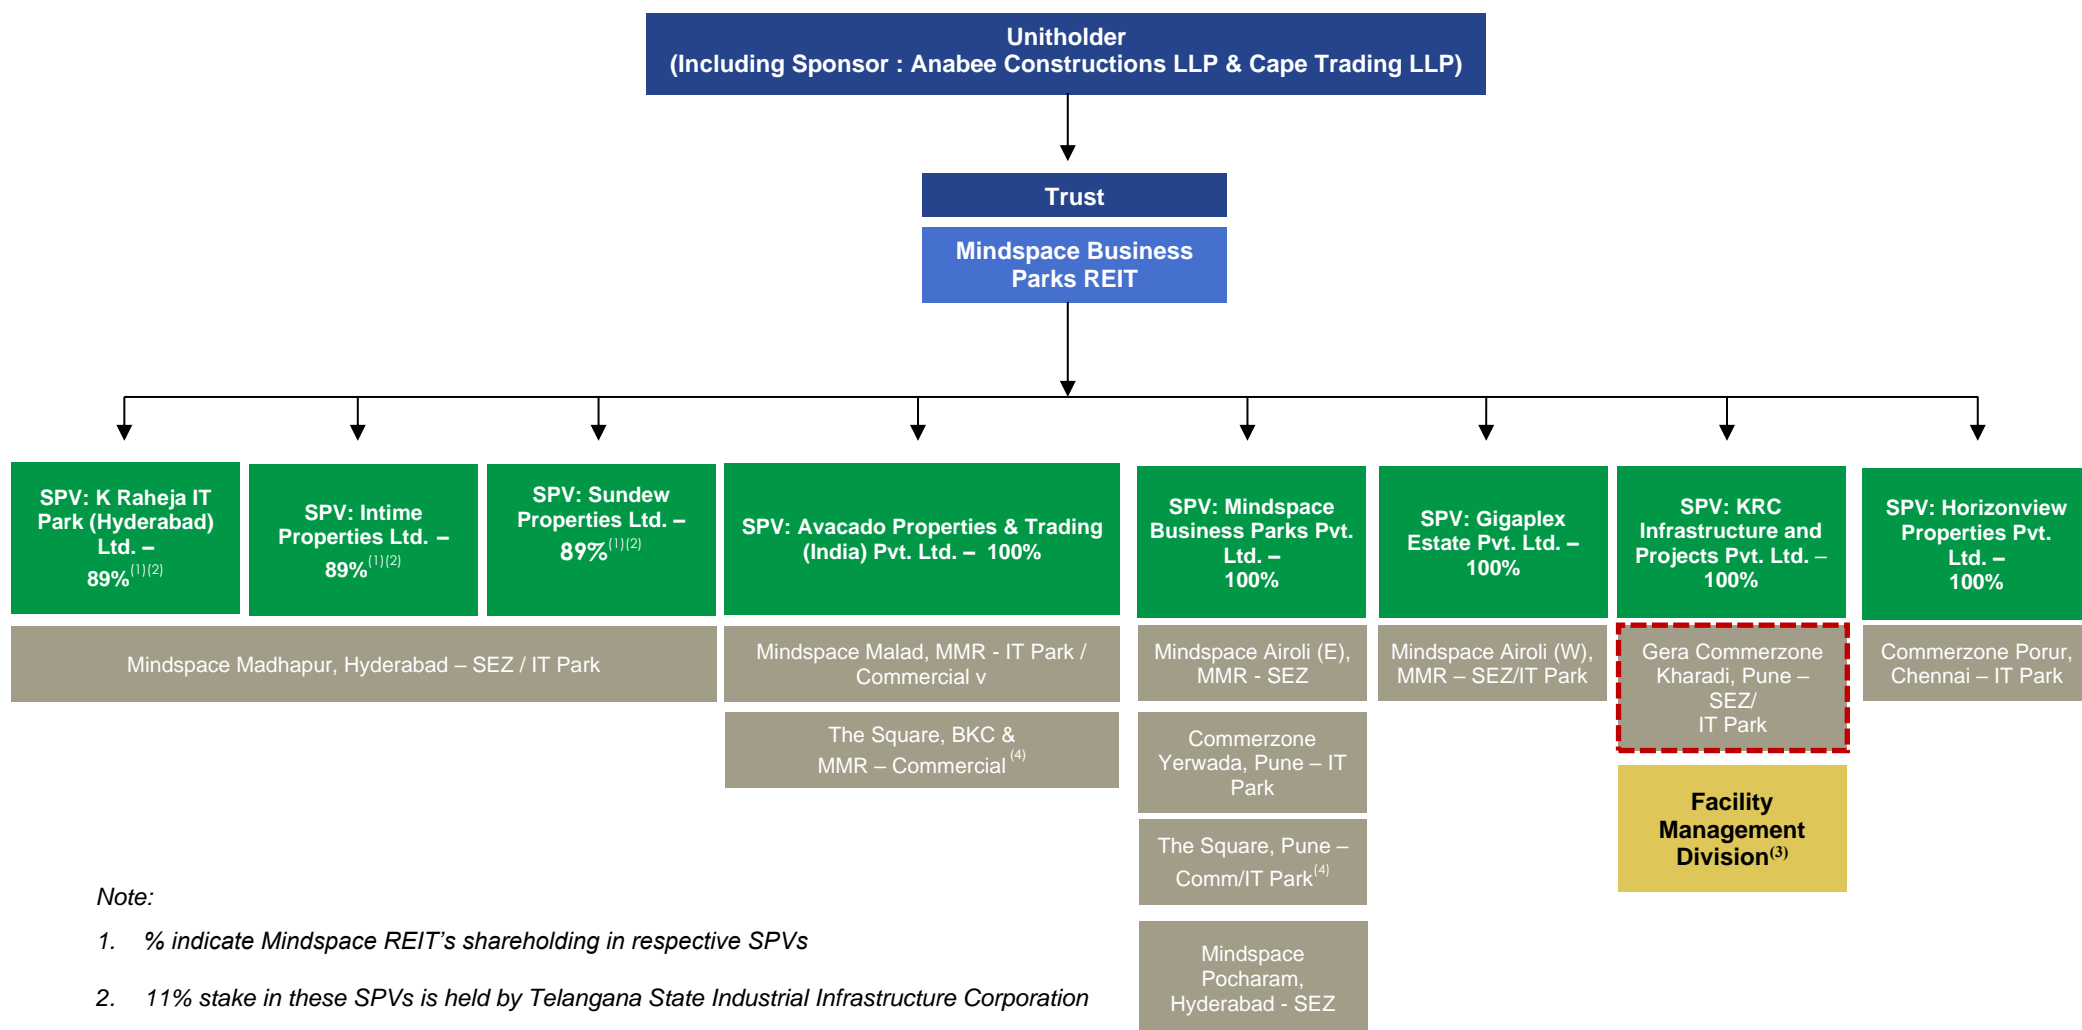 Unitholder
(Including Sponsor : Anabee Constructions LLP & Cape Trading LLP)
Trust
Mindspace Business
Parks REIT
SPV: K Raheja IT
Park (Hyderabad)
Ltd. –
89%(1)(2)
SPV: Intime
Properties Ltd. –
89%(1)(2)
SPV: Sundew
Properties Ltd. –
89%(1)(2)
SPV: Avacado Properties & Trading
(India) Pvt. Ltd. – 100%
SPV: Mindspace
Business Parks Pvt.
Ltd. –
100%
SPV: Gigaplex
Estate Pvt. Ltd. –
100%
SPV: KRC
Infrastructure and
Projects Pvt. Ltd. –
100%
SPV: Horizonview
Properties Pvt.
Ltd. –
100%
Mindspace Madhapur, Hyderabad – SEZ / IT Park
Mindspace Malad, MMR - IT Park /
Commercial v
The Square, BKC &
MMR – Commercial (4)
Mindspace Airoli (E),
MMR - SEZ
Commerzone
Yerwada, Pune – IT
Park
The Square, Pune –
Comm/IT Park(4)
Mindspace
Pocharam,
Hyderabad - SEZ
Mindspace Airoli (W),
MMR – SEZ/IT Park
Gera Commerzone
Kharadi, Pune –
SEZ/
IT Park
Facility
Management
Division(3)
Commerzone Porur,
Chennai – IT Park
Note:
1. % indicate Mindspace REIT’s shareholding in respective SPVs
2. 11% stake in these SPVs is held by Telangana State Industrial Infrastructure Corporation